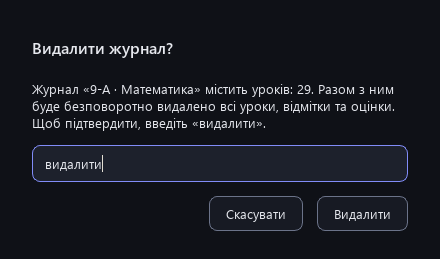 Видалити журнал?
Журнал «9-А · Математика» містить уроків: 29. Разом з ним
буде безповоротно видалено всі уроки, відмітки та оцінки.
Щоб підтвердити, введіть «видалити».
видалити
Скасувати Видалити